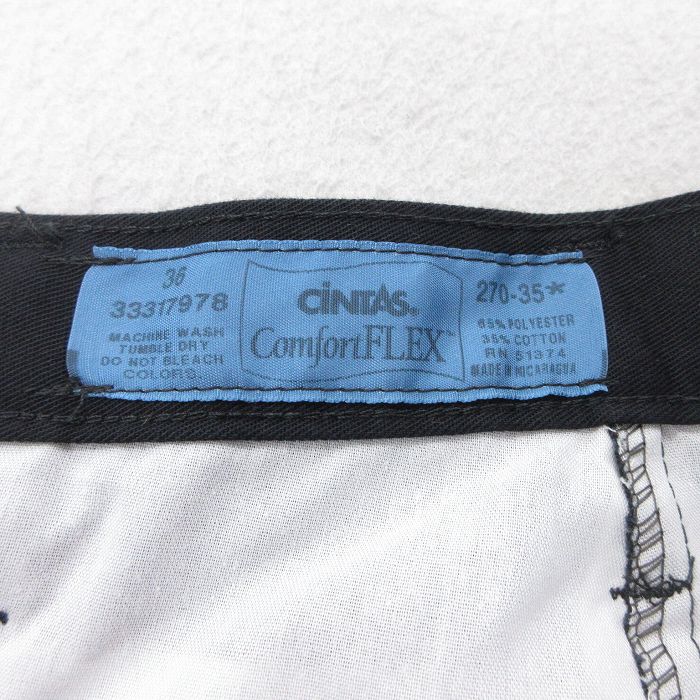 36
33317978
MACHINE WASH
TUMBLE DRY
DO NOT BLEACH
COLORS
CiNTAS®
ComfortFLEX™
270-35*
65% POLYESTER
35% COTTON
RN 51374
MADE IN NICARAGUA